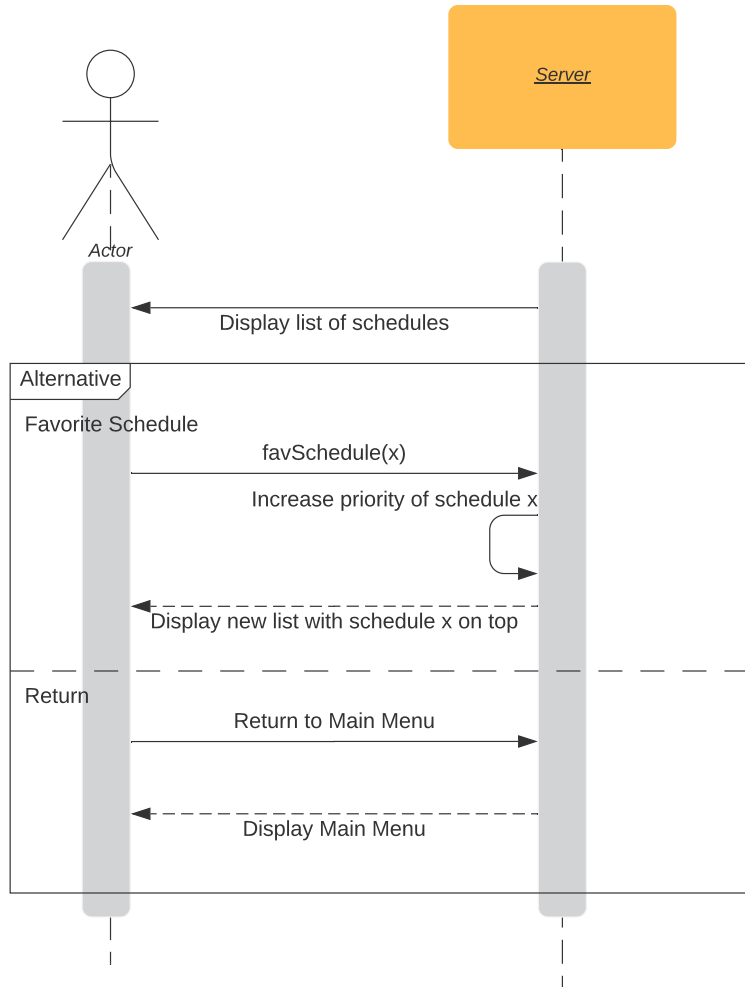 Server
Actor
Display list of schedules
Alternative
Favorite Schedule
favSchedule(x)
Increase priority of schedule x
Display new list with schedule x on top
Return
Return to Main Menu
Display Main Menu